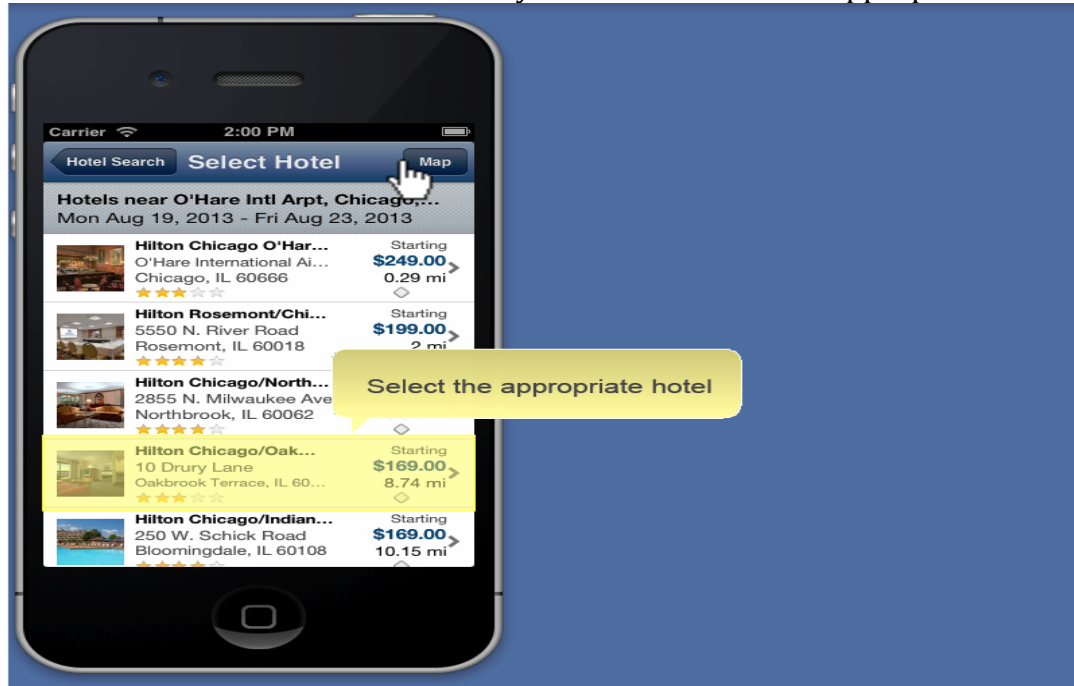 Carrier 2:00 PM
Hotel Search Select Hotel Map
Hotels near O'Hare Intl Arpt, Chicago,...
Mon Aug 19, 2013 - Fri Aug 23, 2013
Hilton Chicago O'Har... Starting
O'Hare International Ai... $249.00
Chicago, IL 60666 0.29 mi
Hilton Rosemont/Chi... Starting
5550 N. River Road $199.00
Rosemont, IL 60018 2 mi
Hilton Chicago/North...
2855 N. Milwaukee Ave
Northbrook, IL 60062
Select the appropriate hotel
Hilton Chicago/Oak... Starting
10 Drury Lane $169.00
Oakbrook Terrace, IL 60... 8.74 mi
Hilton Chicago/Indian... Starting
250 W. Schick Road $169.00
Bloomingdale, IL 60108 10.15 mi